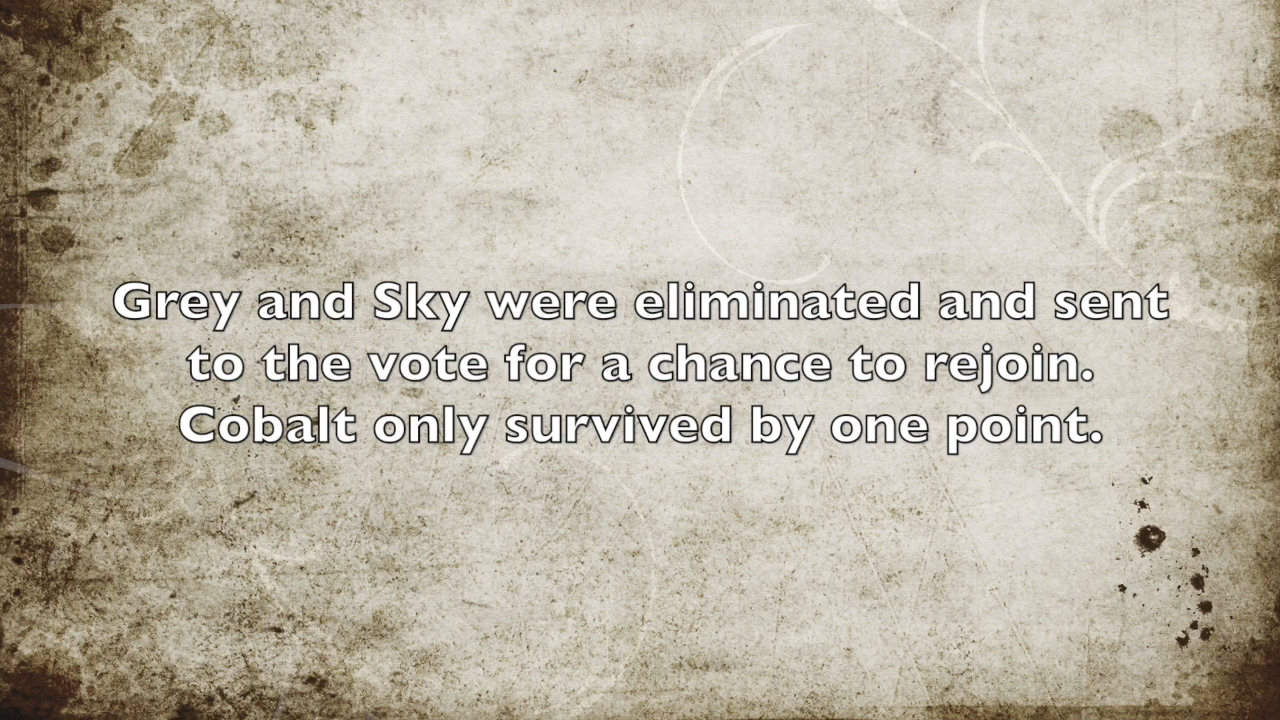 Grey and Sky were eliminated and sent
to the vote for a chance to rejoin.
Cobalt only survived by one point.